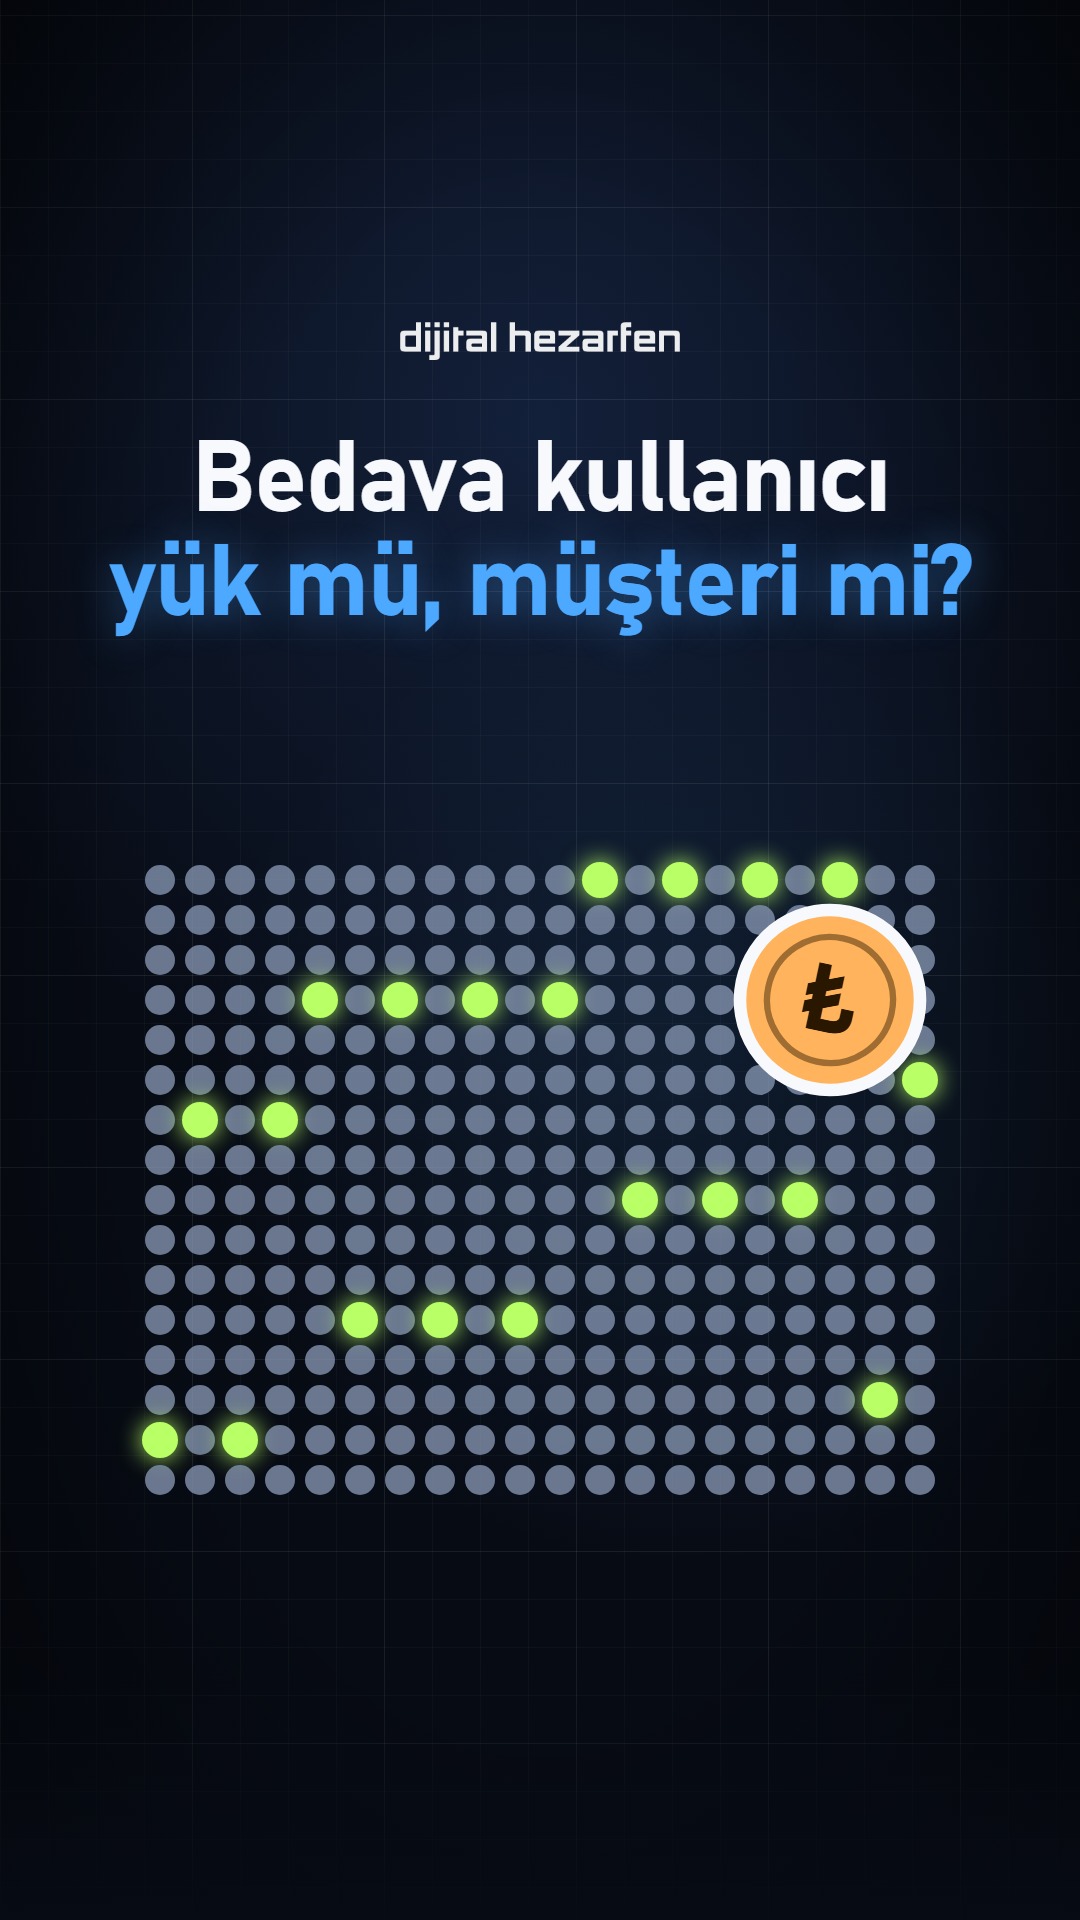 dijital hezarfen
Bedava kullanıcı
yük mü, müşteri mi?
₺